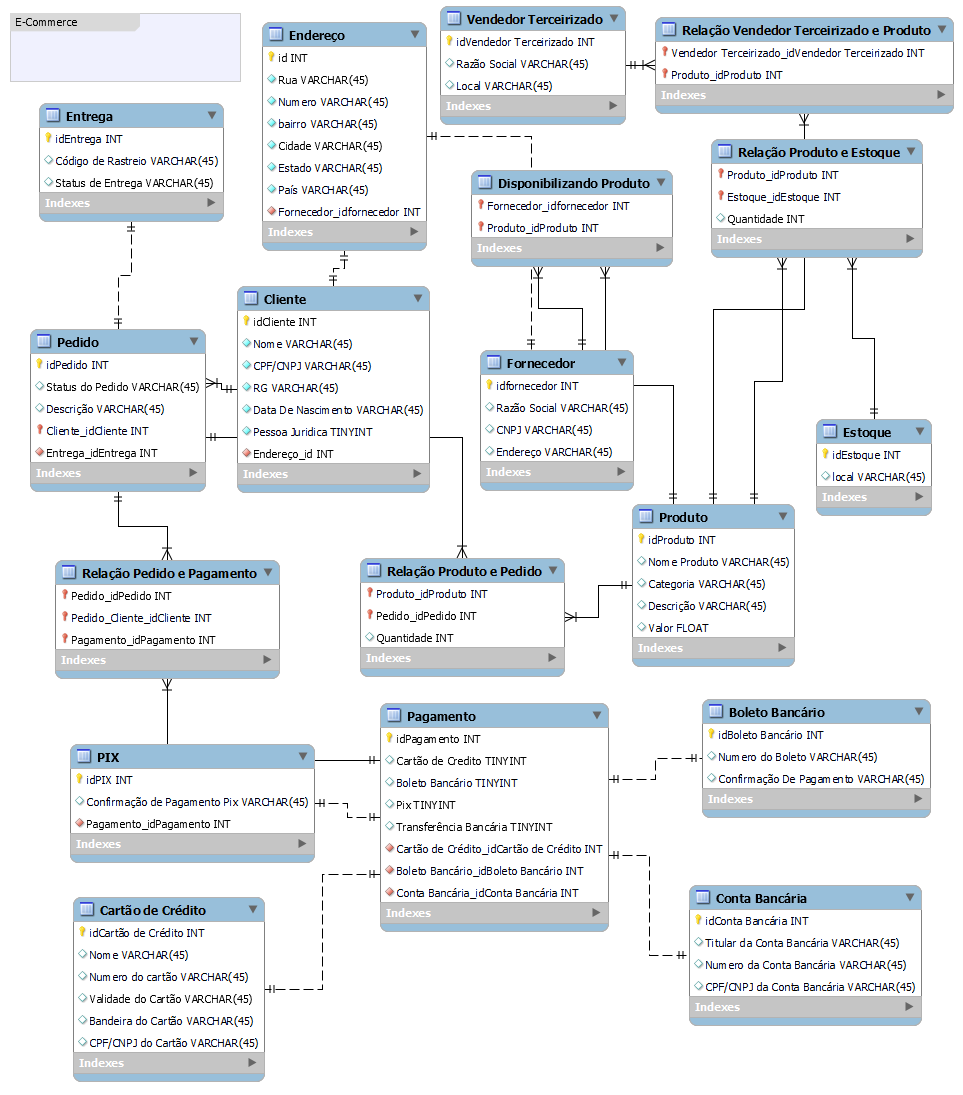 E-Commerce
Endereço
id INT
Rua VARCHAR(45)
Numero VARCHAR(45)
bairro VARCHAR(45)
Cidade VARCHAR(45)
Estado VARCHAR(45)
País VARCHAR(45)
Fornecedor_idfornecedor INT
Indexes
Vendedor Terceirizado
idVendedor Terceirizado INT
Razão Social VARCHAR(45)
Local VARCHAR(45)
Indexes
Relação Vendedor Terceirizado e Produto
Vendedor Terceirizado_idVendedor Terceirizado INT
Produto_idProduto INT
Indexes
Entrega
idEntrega INT
Código de Rastreio VARCHAR(45)
Status de Entrega VARCHAR(45)
Indexes
Disponibilizando Produto
Fornecedor_idfornecedor INT
Produto_idProduto INT
Indexes
Relação Produto e Estoque
Produto_idProduto INT
Estoque_idEstoque INT
Quantidade INT
Indexes
Pedido
idPedido INT
Status do Pedido VARCHAR(45)
Descrição VARCHAR(45)
Cliente_idCliente INT
Entrega_idEntrega INT
Indexes
Cliente
idCliente INT
Nome VARCHAR(45)
CPF/CNPJ VARCHAR(45)
RG VARCHAR(45)
Data De Nascimento VARCHAR(45)
Pessoa Juridica TINYINT
Endereço_id INT
Indexes
Fornecedor
idfornecedor INT
Razão Social VARCHAR(45)
CNPJ VARCHAR(45)
Endereço VARCHAR(45)
Indexes
Estoque
idEstoque INT
local VARCHAR(45)
Indexes
Produto
idProduto INT
Nome Produto VARCHAR(45)
Categoria VARCHAR(45)
Descrição VARCHAR(45)
Valor FLOAT
Indexes
Relação Pedido e Pagamento
Pedido_idPedido INT
Pedido_Cliente_idCliente INT
Pagamento_idPagamento INT
Indexes
Relação Produto e Pedido
Produto_idProduto INT
Pedido_idPedido INT
Quantidade INT
Indexes
PIX
idPIX INT
Confirmação de Pagamento Pix VARCHAR(45)
Pagamento_idPagamento INT
Indexes
Pagamento
idPagamento INT
Cartão de Credito TINYINT
Boleto Bancário TINYINT
Pix TINYINT
Transferência Bancária TINYINT
Cartão de Crédito_idCartão de Crédito INT
Boleto Bancário_idBoleto Bancário INT
Conta Bancária_idConta Bancária INT
Indexes
Boleto Bancário
idBoleto Bancário INT
Numero do Boleto VARCHAR(45)
Confirmação De Pagamento VARCHAR(45)
Indexes
Cartão de Crédito
idCartão de Crédito INT
Nome VARCHAR(45)
Numero do cartão VARCHAR(45)
Validade do Cartão VARCHAR(45)
Bandeira do Cartão VARCHAR(45)
CPF/CNPJ do Cartão VARCHAR(45)
Indexes
Conta Bancária
idConta Bancária INT
Titular da Conta Bancária VARCHAR(45)
Numero da Conta Bancária VARCHAR(45)
CPF/CNPJ da Conta Bancária VARCHAR(45)
Indexes